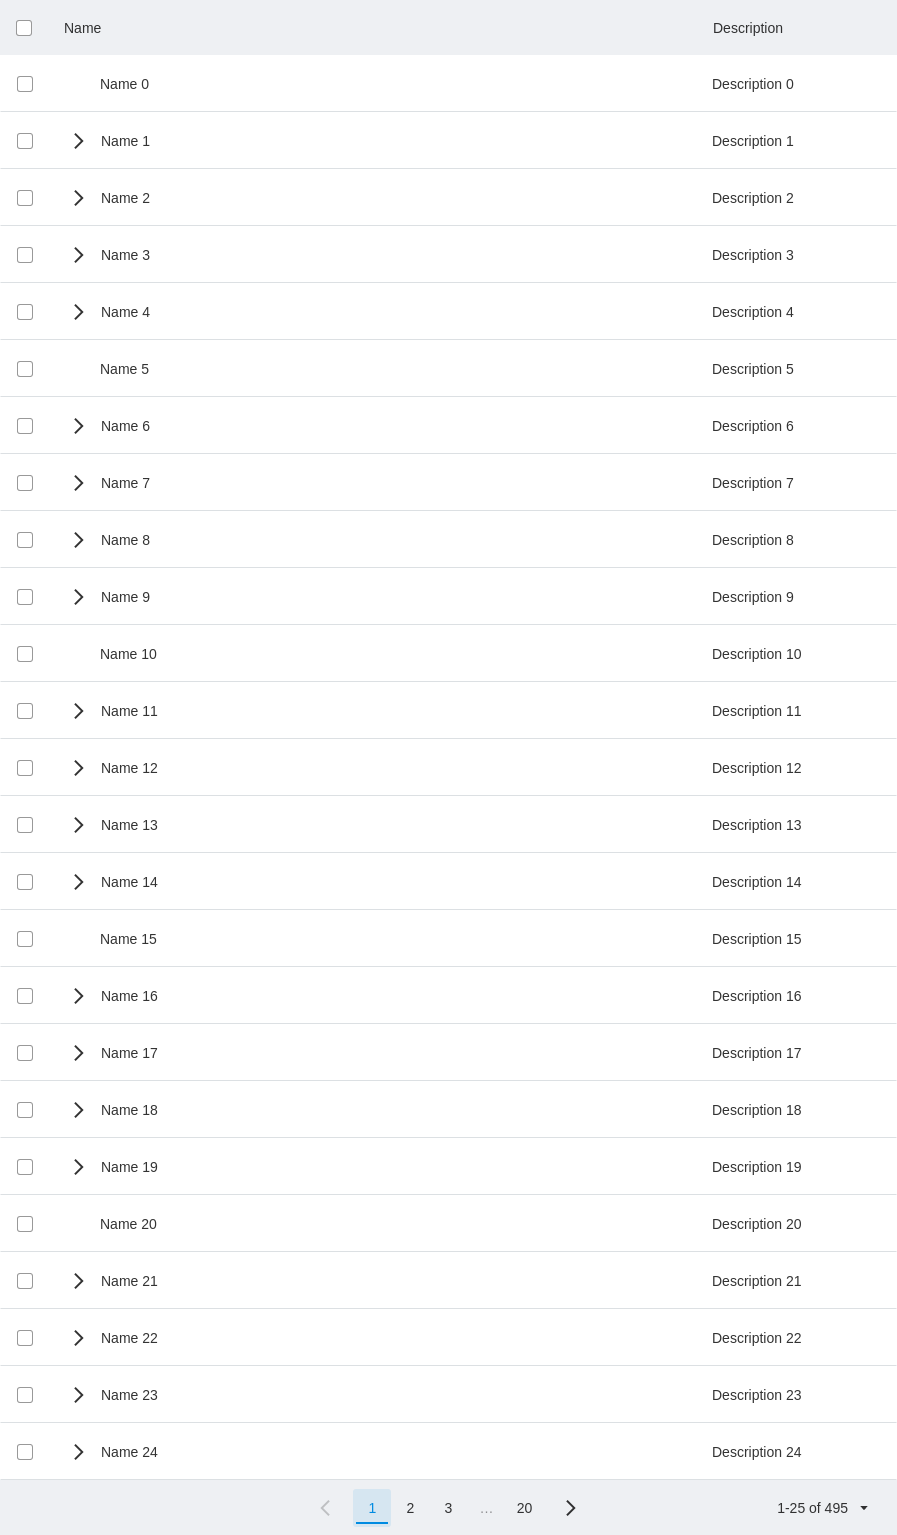 Name Description
Name 0 Description 0
Name 1 Description 1
Name 2 Description 2
Name 3 Description 3
Name 4 Description 4
Name 5 Description 5
Name 6 Description 6
Name 7 Description 7
Name 8 Description 8
Name 9 Description 9
Name 10 Description 10
Name 11 Description 11
Name 12 Description 12
Name 13 Description 13
Name 14 Description 14
Name 15 Description 15
Name 16 Description 16
Name 17 Description 17
Name 18 Description 18
Name 19 Description 19
Name 20 Description 20
Name 21 Description 21
Name 22 Description 22
Name 23 Description 23
Name 24 Description 24
1 2 3 … 20 1-25 of 495